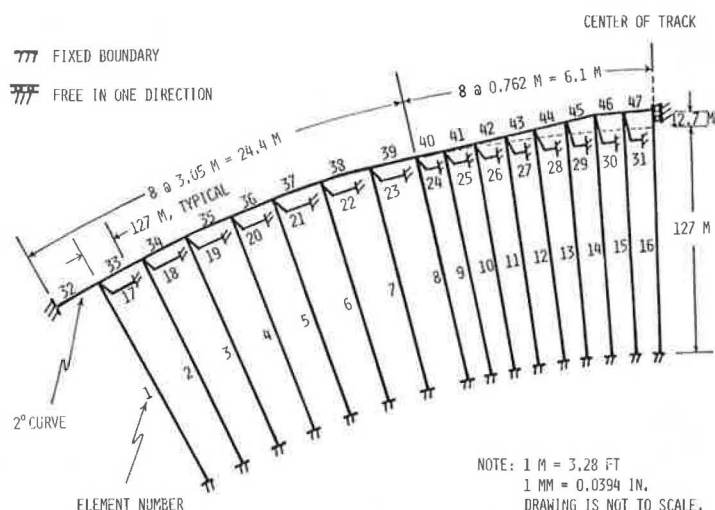 CENTER OF TRACK
FIXED BOUNDARY
FREE IN ONE DIRECTION
8 @ 0.762 M = 6.1 M
8 @ 3.05 M = 24.4 M
127 M, TYPICAL
12.7 M
127 M
32 33 34 35 36 37 38 39 40 41 42 43 44 45 46 47
17 18 19 20 21 22 23 24 25 26 27 28 29 30 31
1 2 3 4 5 6 7 8 9 10 11 12 13 14 15 16
2° CURVE
ELEMENT NUMBER
NOTE: 1 M = 3.28 FT
1 MM = 0.0394 IN.
DRAWING IS NOT TO SCALE.